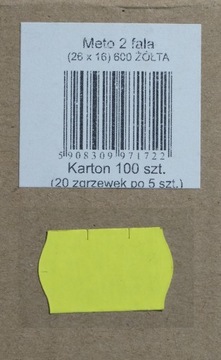 Meto 2 fala
(26 x 16) 600 ŻÓŁTA
5 908309 971722
Karton 100 szt.
(20 zgrzewek po 5 szt.)